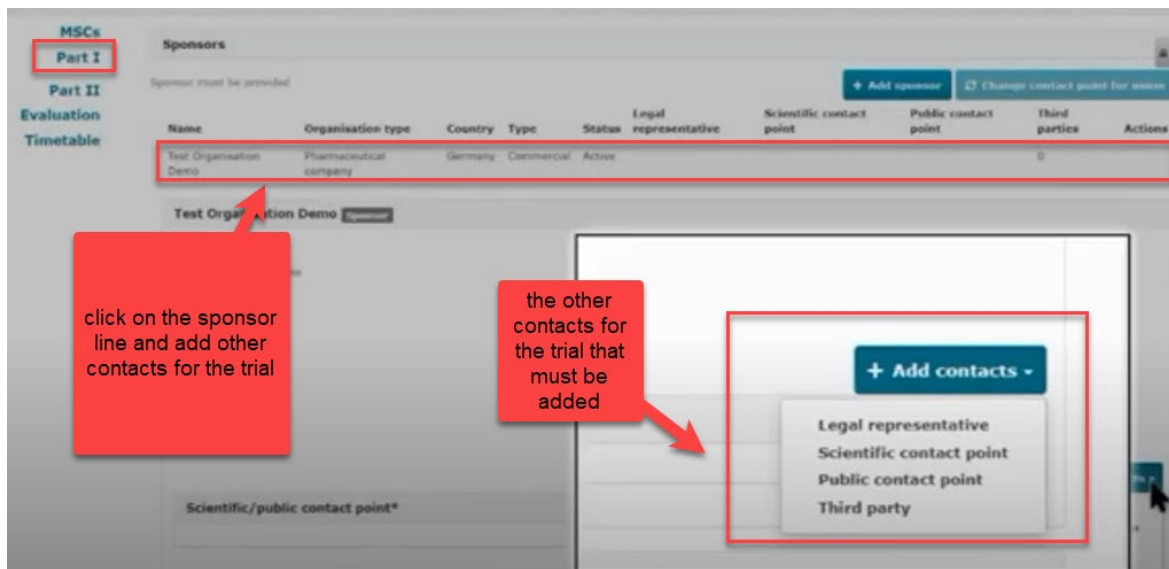 MSCs
Part I
Part II
Evaluation
Timetable
Sponsors
Sponsor must be provided
+ Add sponsor
Change contact point for union
Name
Organisation type
Country
Type
Status
Legal representative
Scientific contact point
Public contact point
Third parties
Actions
Test Organisation Demo
Pharmaceutical company
Germany
Commercial
Active
0
Test Organisation Demo Sponsor
click on the sponsor
line and add other
contacts for the trial
the other
contacts for
the trial that
must be
added
+ Add contacts
Legal representative
Scientific contact point
Public contact point
Third party
Scientific/public contact point*